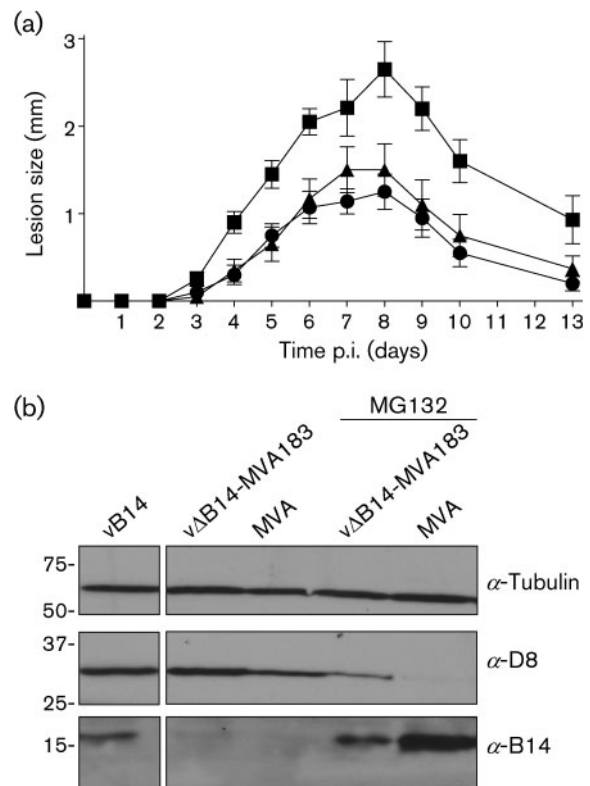 (a)
3
2
1
Lesion size (mm)
1 2 3 4 5 6 7 8 9 10 11 12 13
Time p.i. (days)
(b)
MG132
vB14 vΔB14-MVA183 MVA vΔB14-MVA183 MVA
75-
50-
α-Tubulin
37-
25-
α-D8
15-
α-B14